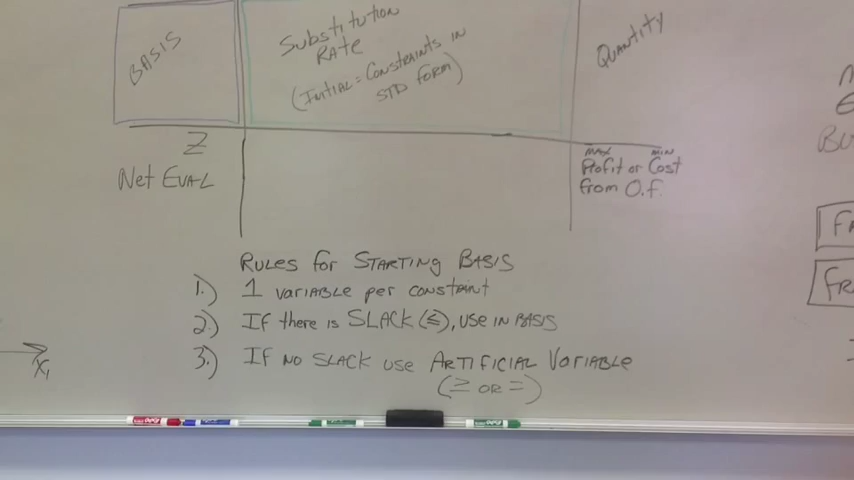 BASIS
Substitution
Rate
(Initial = Constraints in
STD form)
Quantity
Z
Net Eval
MAX MIN
Profit or Cost
from O.F.
Rules for Starting Basis
1.) 1 variable per constaint
2.) If there is SLACK (≤), use in BASIS
3.) If no slack use Artificial Variable
(≥ or =)
X₁